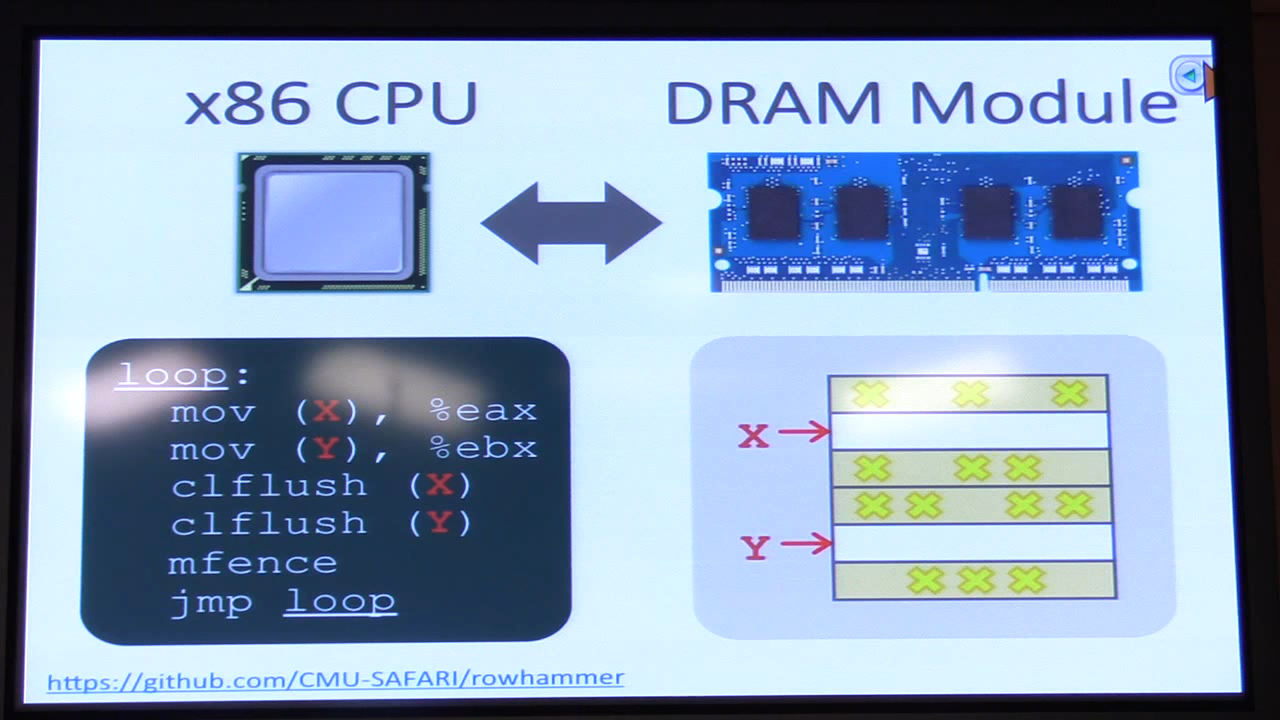 x86 CPU
DRAM Module
loop:
mov (X), %eax
mov (Y), %ebx
clflush (X)
clflush (Y)
mfence
jmp loop
X
Y
https://github.com/CMU-SAFARI/rowhammer